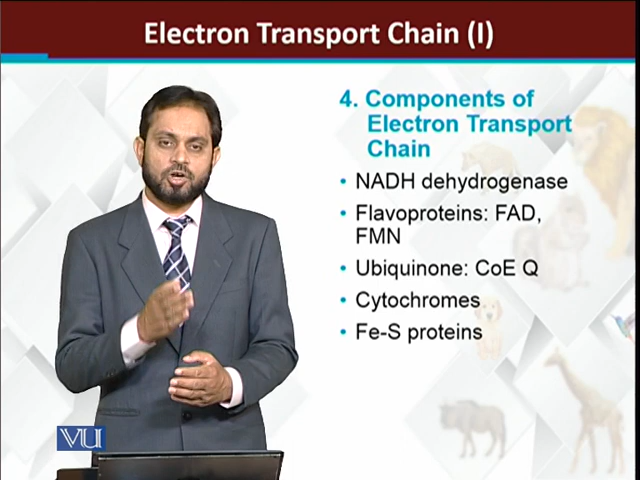 Electron Transport Chain (I)
4. Components of
Electron Transport
Chain
• NADH dehydrogenase
• Flavoproteins: FAD,
FMN
• Ubiquinone: CoE Q
• Cytochromes
• Fe-S proteins
VU